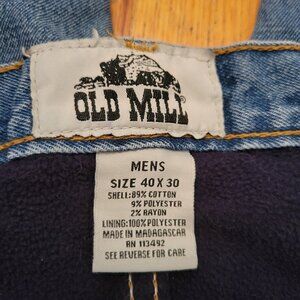 OLD MILL
MENS
SIZE 40 X 30
SHELL: 89% COTTON
9% POLYESTER
2% RAYON
LINING: 100% POLYESTER
MADE IN MADAGASCAR
RN 113492
SEE REVERSE FOR CARE